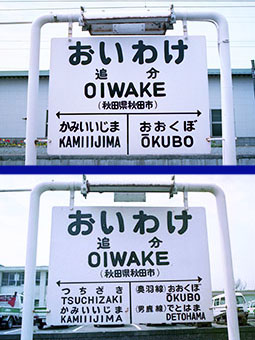 おいわけ
追分
OIWAKE
(秋田県秋田市)
かみいいじま おおくぼ
KAMIIIJIMA ŌKUBO
おいわけ
追分
OIWAKE
(秋田県秋田市)
つちざき (奥羽線)おおくぼ
TSUCHIZAKI ŌKUBO
かみいいじま (男鹿線)でとはま
KAMIIIJIMA DETOHAMA